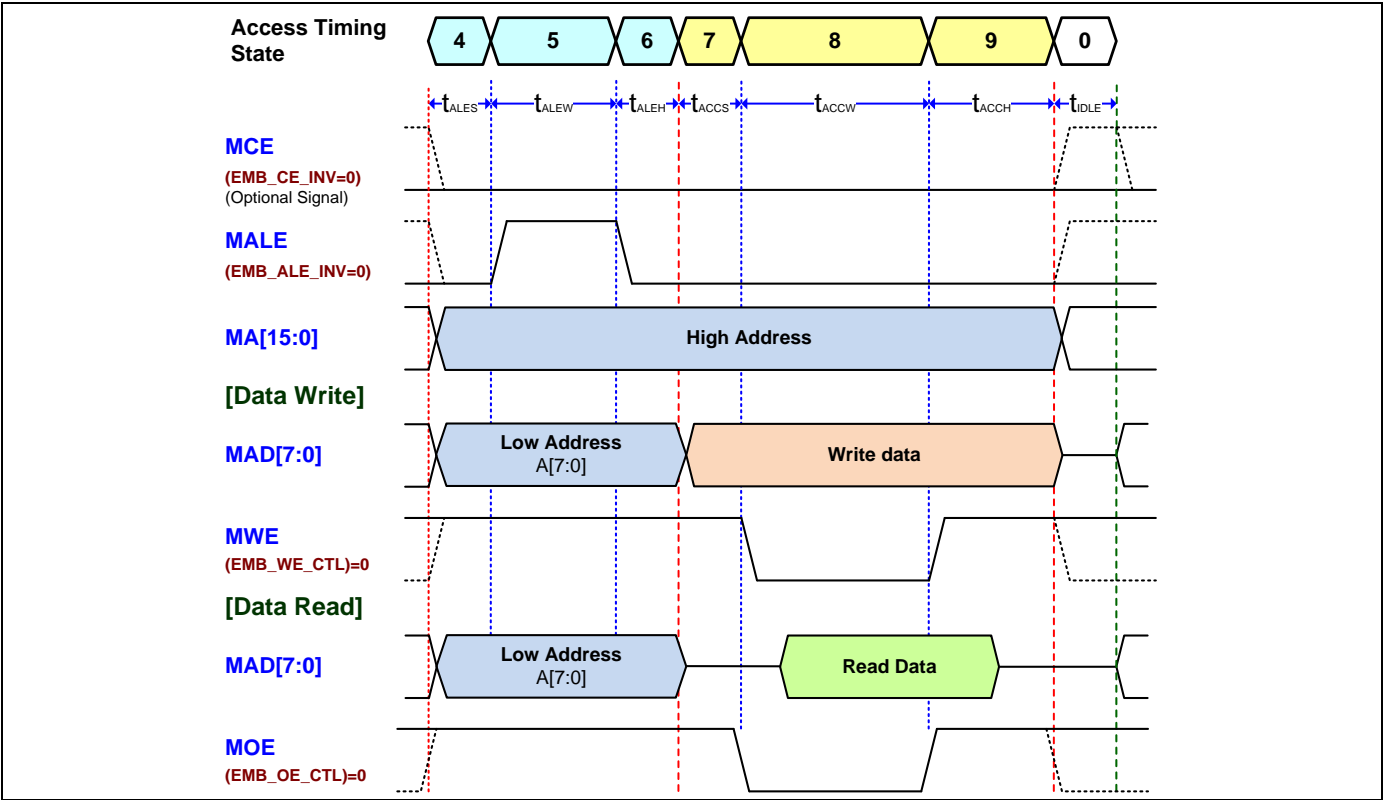 Access Timing
State
4 5 6 7 8 9 0
tALES tALEW tALEH tACCS tACCW tACCH tIDLE
MCE
(EMB_CE_INV=0)
(Optional Signal)
MALE
(EMB_ALE_INV=0)
MA[15:0]
High Address
[Data Write]
MAD[7:0]
Low Address
A[7:0]
Write data
MWE
(EMB_WE_CTL)=0
[Data Read]
MAD[7:0]
Low Address
A[7:0]
Read Data
MOE
(EMB_OE_CTL)=0